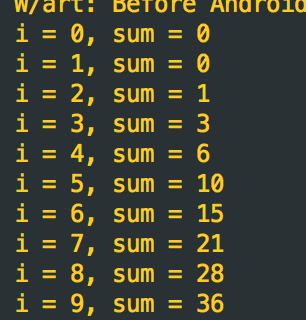 W/art: Before Android
i = 0, sum = 0
i = 1, sum = 0
i = 2, sum = 1
i = 3, sum = 3
i = 4, sum = 6
i = 5, sum = 10
i = 6, sum = 15
i = 7, sum = 21
i = 8, sum = 28
i = 9, sum = 36